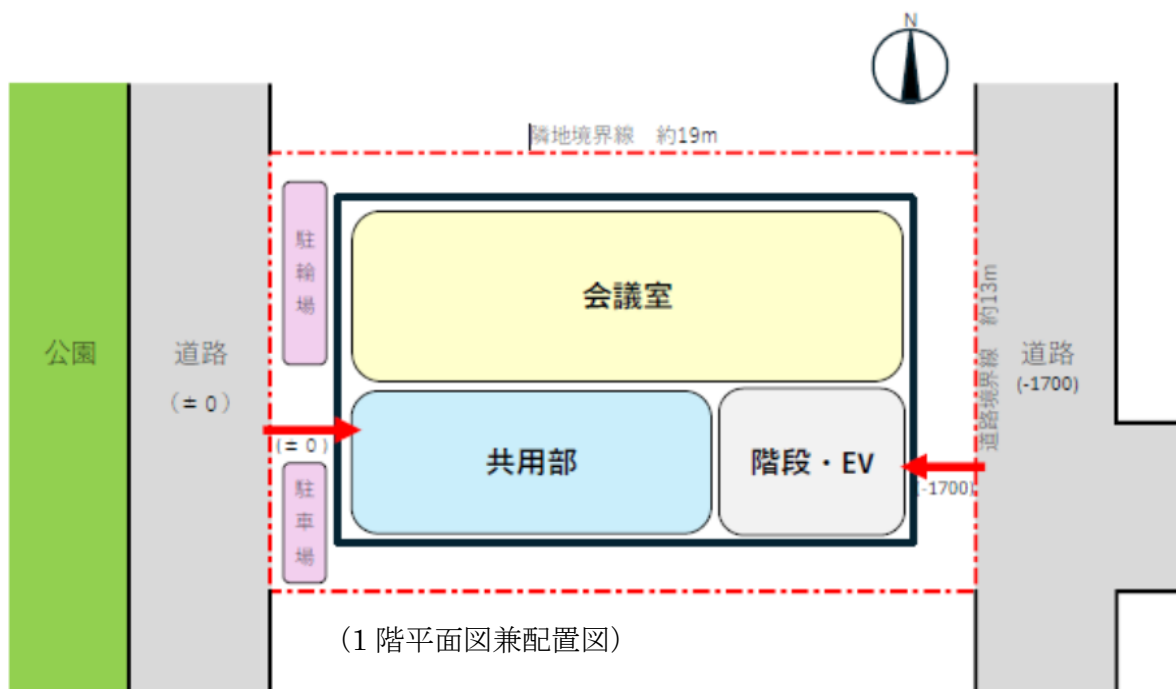 N
隣地境界線　約19m
駐輪場
会議室
公園
道路
(±0)
道路境界線　約13m
道路
(-1700)
(±0)
共用部
階段・EV
(-1700)
駐車場
(1階平面図兼配置図)